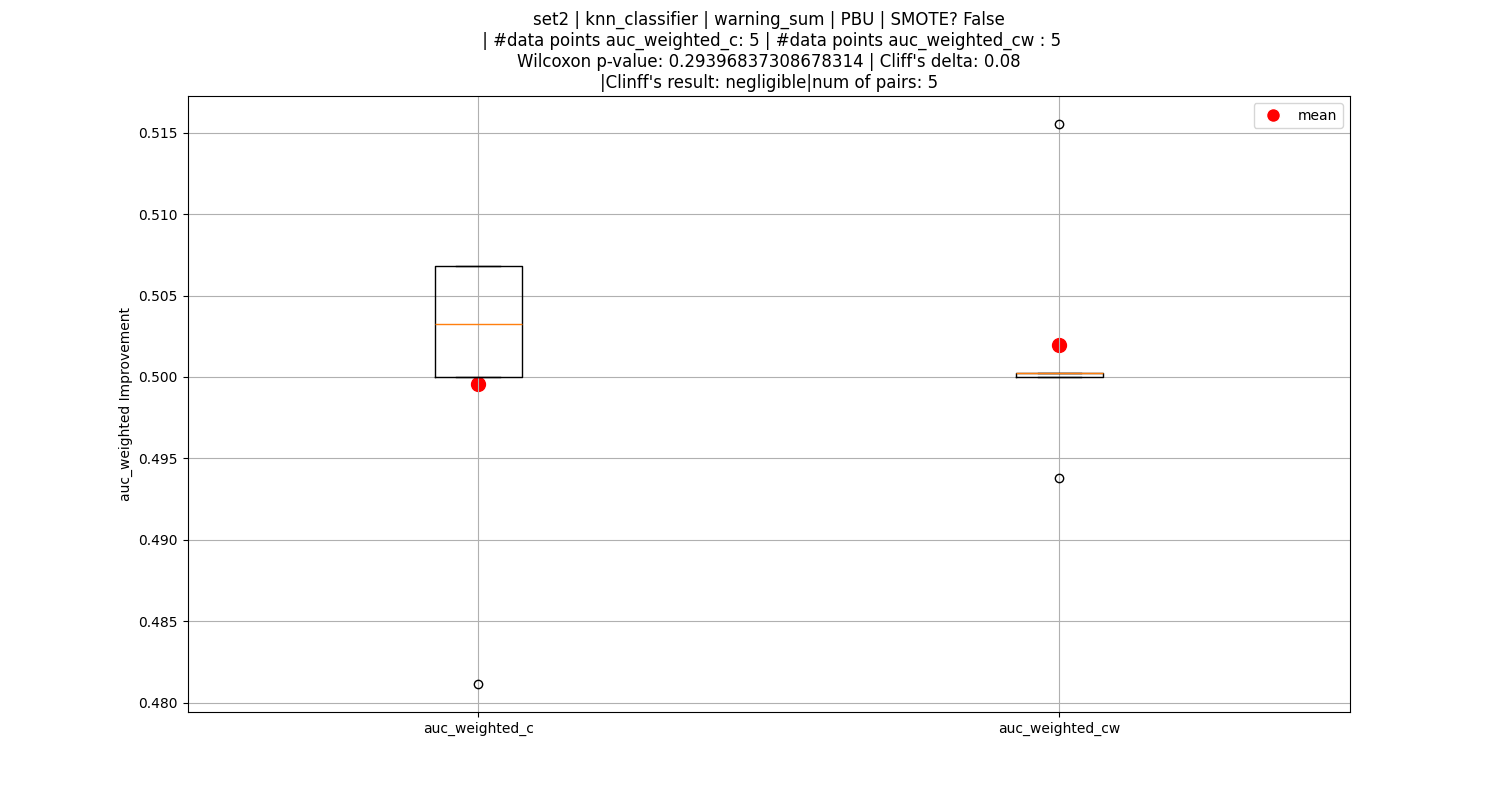 set2 | knn_classifier | warning_sum | PBU | SMOTE? False
| #data points auc_weighted_c: 5 | #data points auc_weighted_cw : 5
Wilcoxon p-value: 0.29396837308678314 | Cliff's delta: 0.08
|Clinff's result: negligible|num of pairs: 5
mean
0.515
0.510
0.505
0.500
0.495
0.490
0.485
0.480
auc_weighted Improvement
auc_weighted_c
auc_weighted_cw